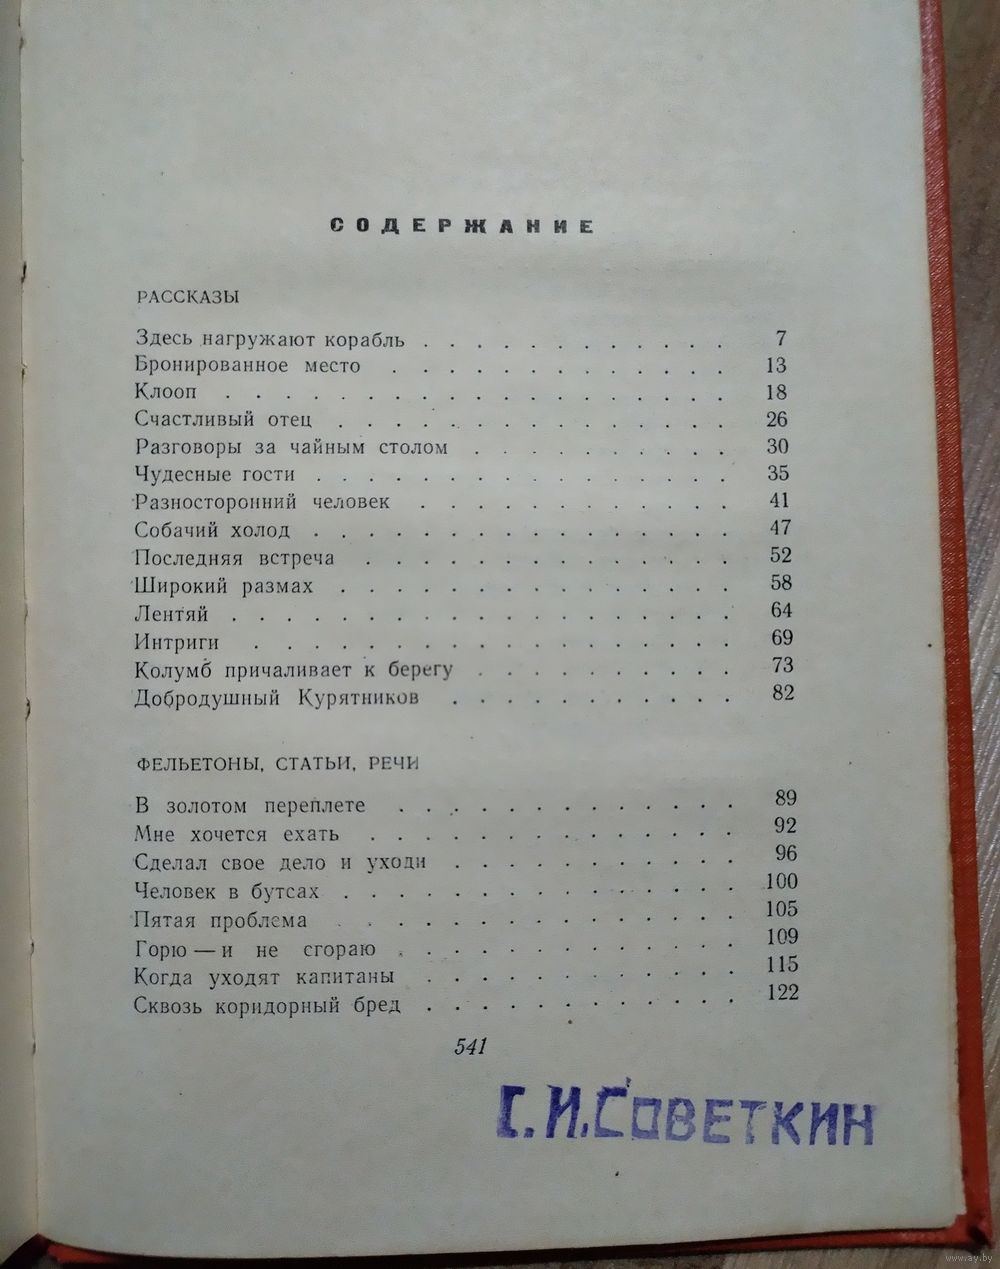 СОДЕРЖАНИЕ
РАССКАЗЫ
Здесь нагружают корабль . . . . . . . . . . . . 7
Бронированное место . . . . . . . . . . . . . 13
Клооп . . . . . . . . . . . . . . . . . . . 18
Счастливый отец . . . . . . . . . . . . . . . 26
Разговоры за чайным столом . . . . . . . . . . 30
Чудесные гости . . . . . . . . . . . . . . . . 35
Разносторонний человек . . . . . . . . . . . . 41
Собачий холод . . . . . . . . . . . . . . . . 47
Последняя встреча . . . . . . . . . . . . . . 52
Широкий размах . . . . . . . . . . . . . . . 58
Лентяй . . . . . . . . . . . . . . . . . . . 64
Интриги . . . . . . . . . . . . . . . . . . 69
Колумб причаливает к берегу . . . . . . . . . . 73
Добродушный Курятников . . . . . . . . . . . 82
ФЕЛЬЕТОНЫ, СТАТЬИ, РЕЧИ
В золотом переплете . . . . . . . . . . . . . 89
Мне хочется ехать . . . . . . . . . . . . . . 92
Сделал свое дело и уходи . . . . . . . . . . . 96
Человек в бутсах . . . . . . . . . . . . . . . 100
Пятая проблема . . . . . . . . . . . . . . . 105
Горю — и не сгораю . . . . . . . . . . . . . 109
Когда уходят капитаны . . . . . . . . . . . . 115
Сквозь коридорный бред . . . . . . . . . . . . 122
541
Г.И.СОВЕТКИН
www.ay.by